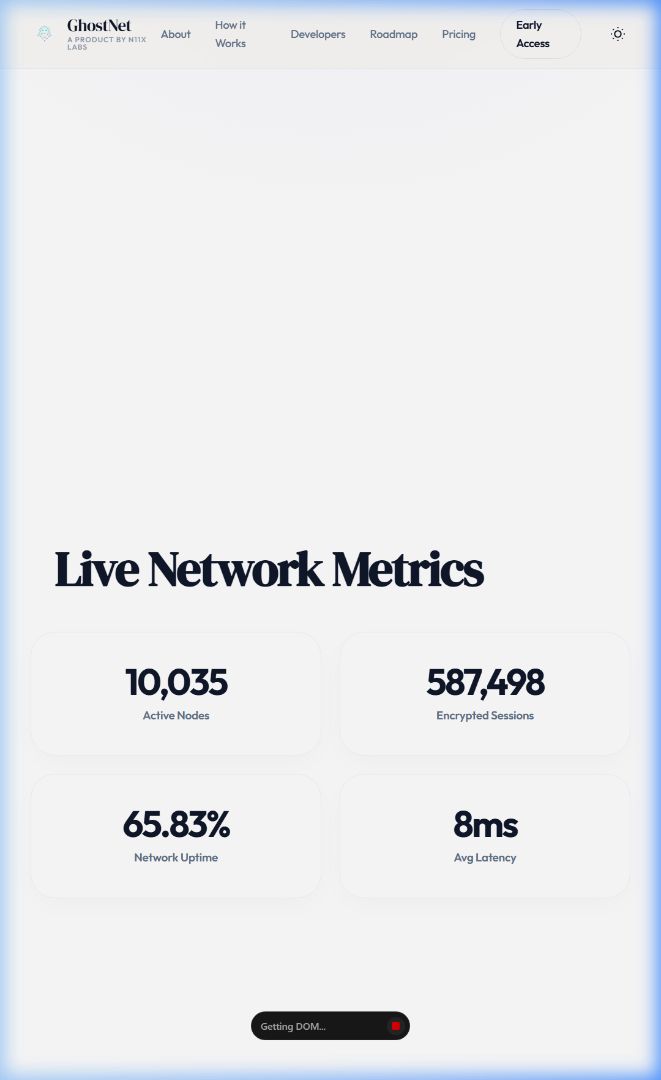 GhostNet
A PRODUCT BY N11X
LABS
About
How it
Works
Developers
Roadmap
Pricing
Early
Access
Live Network Metrics
10,035
Active Nodes
587,498
Encrypted Sessions
65.83%
Network Uptime
8ms
Avg Latency
Getting DOM...